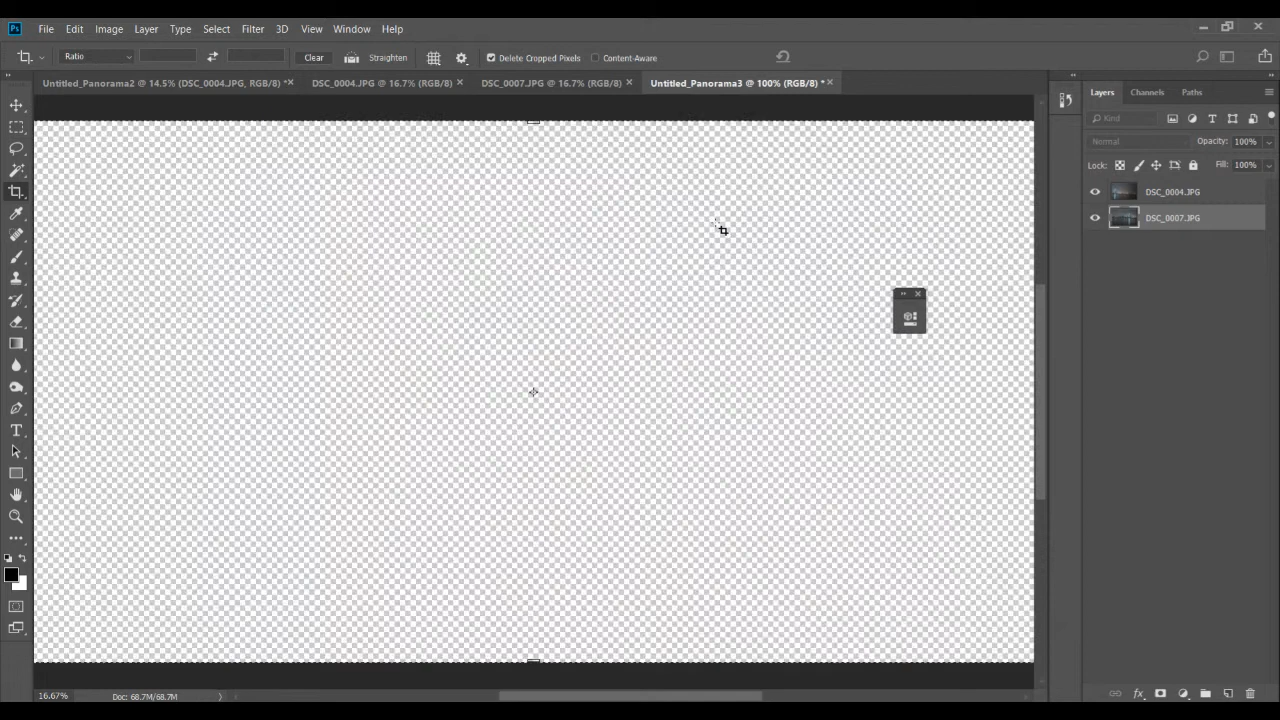 Ps File Edit Image Layer Type Select Filter 3D View Window Help
Ratio Clear Straighten Delete Cropped Pixels Content-Aware
Untitled_Panorama2 @ 14.5% (DSC_0004.JPG, RGB/8) * DSC_0004.JPG @ 16.7% (RGB/8) DSC_0007.JPG @ 16.7% (RGB/8) Untitled_Panorama3 @ 100% (RGB/8) *
Layers Channels Paths
Kind
Normal Opacity: 100%
Lock: Fill: 100%
DSC_0004.JPG
DSC_0007.JPG
T
16.67% Doc: 68.7M/68.7M
fx